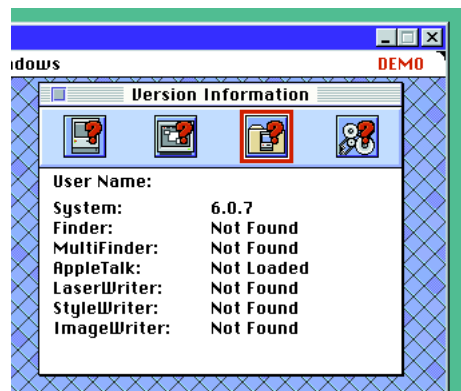 dows DEMO
Version Information
User Name:
System: 6.0.7
Finder: Not Found
MultiFinder: Not Found
AppleTalk: Not Loaded
LaserWriter: Not Found
StyleWriter: Not Found
ImageWriter: Not Found